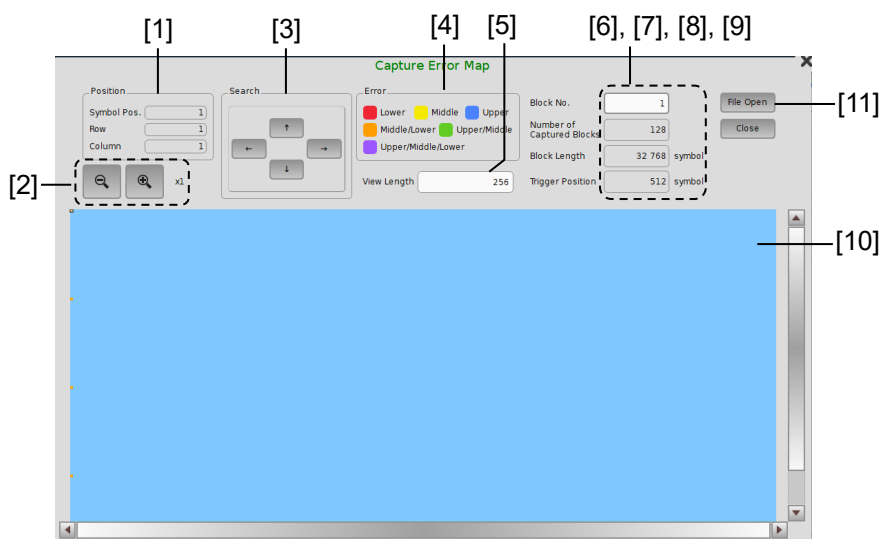 [1] [3] [4] [5] [6], [7], [8], [9]
Capture Error Map
Position
Symbol Pos. 1
Row 1
Column 1
[2]
x1
Search
↑
← →
↓
Error
Lower Middle Upper
Middle/Lower Upper/Middle
Upper/Middle/Lower
View Length 256
Block No. 1
Number of
Captured Blocks 128
Block Length 32 768 symbol
Trigger Position 512 symbol
File Open
Close
[11]
[10]